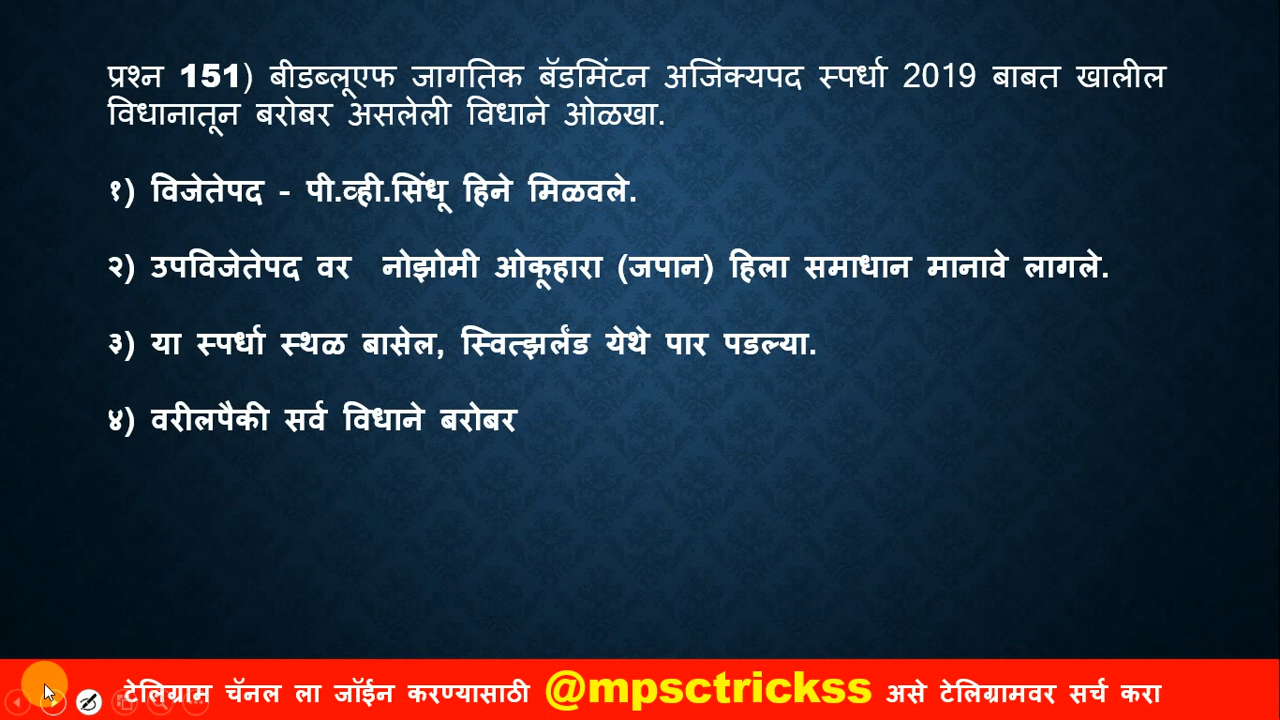 प्रश्न 151) बीडब्लूएफ जागतिक बॅडमिंटन अजिंक्यपद स्पर्धा 2019 बाबत खालील
विधानातून बरोबर असलेली विधाने ओळखा.
१) विजेतेपद - पी.व्ही.सिंधू हिने मिळवले.
२) उपविजेतेपद वर नोझोमी ओकूहारा (जपान) हिला समाधान मानावे लागले.
३) या स्पर्धा स्थळ बासेल, स्वित्झर्लंड येथे पार पडल्या.
४) वरीलपैकी सर्व विधाने बरोबर
टेलिग्राम चॅनल ला जॉईन करण्यासाठी @mpsctrickss असे टेलिग्रामवर सर्च करा